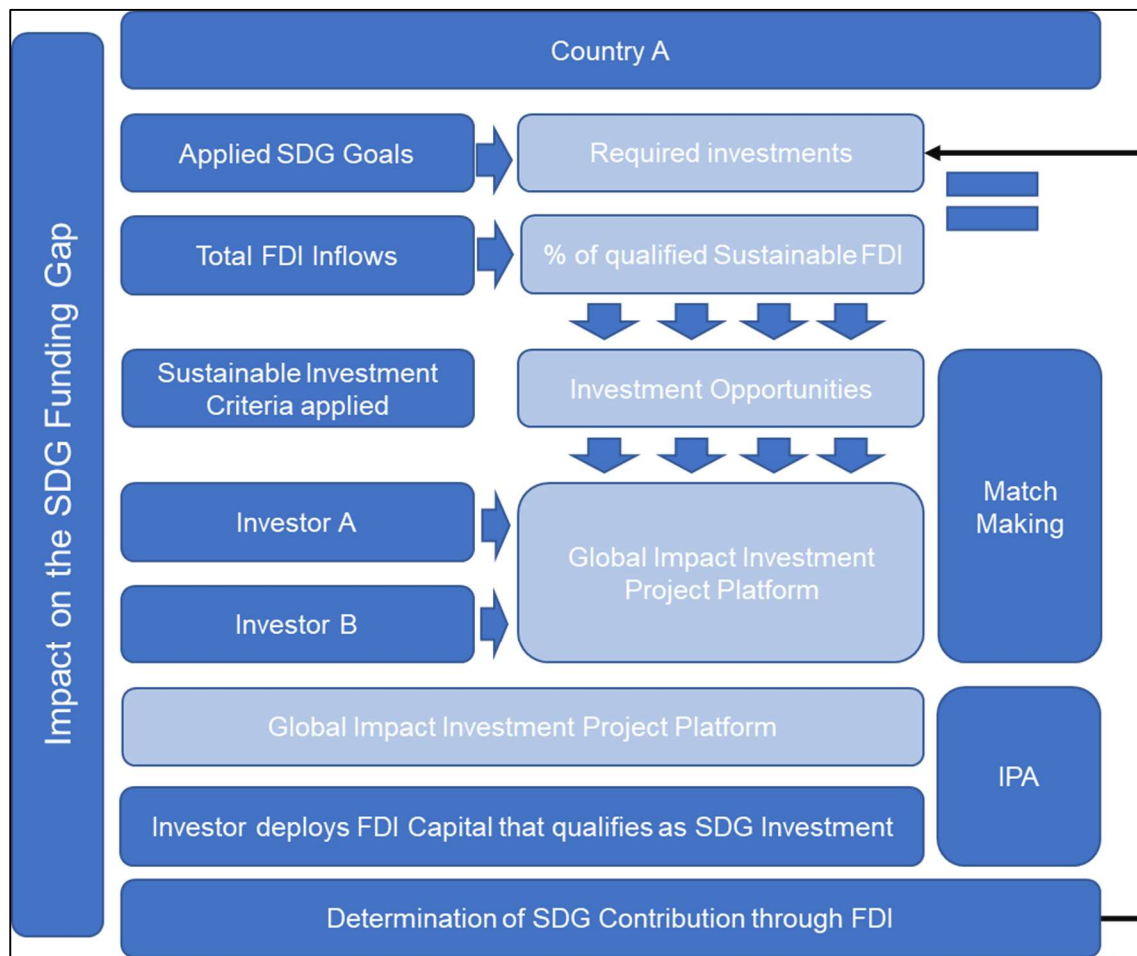 Impact on the SDG Funding Gap
Country A
Applied SDG Goals
Required investments
Total FDI Inflows
% of qualified Sustainable FDI
Sustainable Investment
Criteria applied
Investment Opportunities
Investor A
Global Impact Investment
Project Platform
Match
Making
Investor B
Global Impact Investment Project Platform
IPA
Investor deploys FDI Capital that qualifies as SDG Investment
Determination of SDG Contribution through FDI